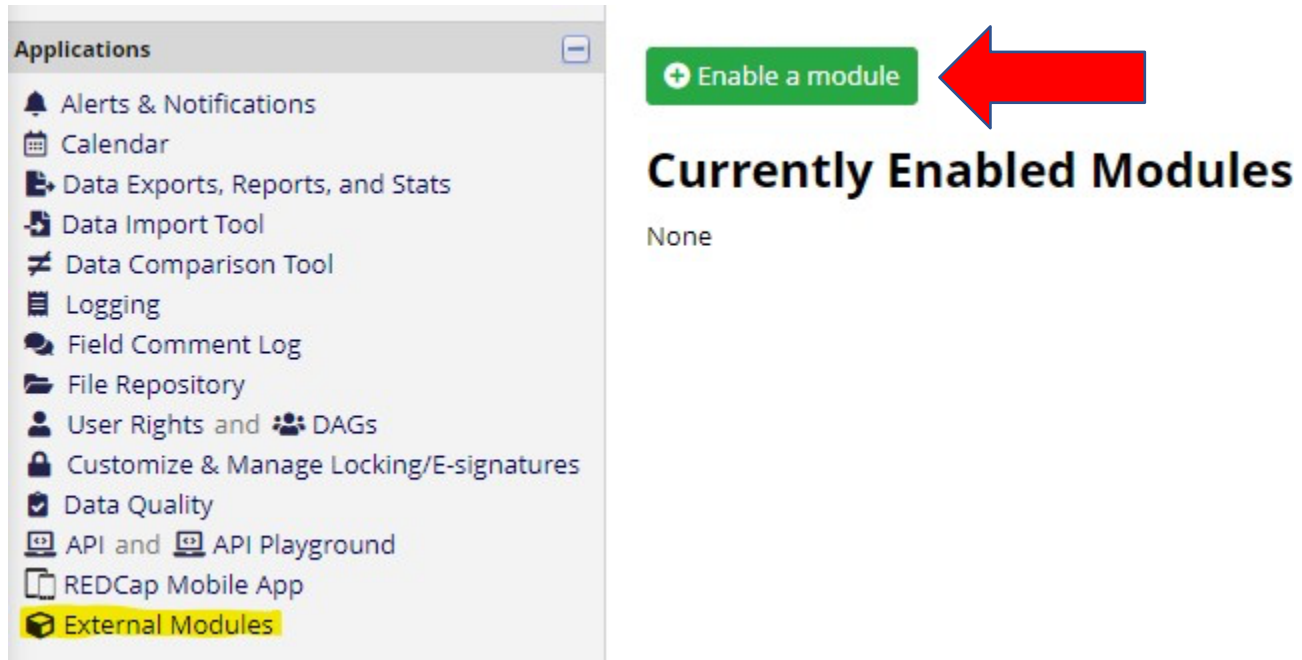 Applications
Alerts & Notifications
Calendar
Data Exports, Reports, and Stats
Data Import Tool
Data Comparison Tool
Logging
Field Comment Log
File Repository
User Rights and DAGs
Customize & Manage Locking/E-signatures
Data Quality
API and API Playground
REDCap Mobile App
External Modules
Enable a module
Currently Enabled Modules
None